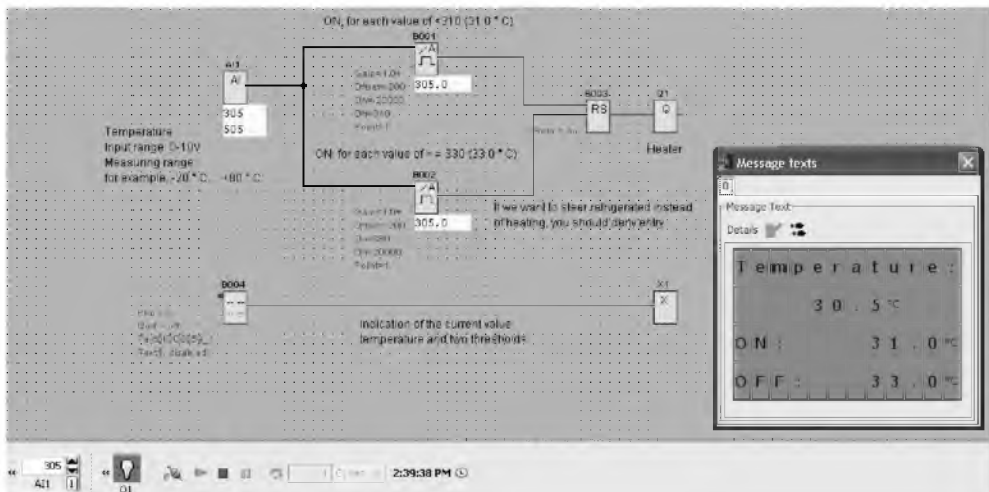 ON, for each value of <310 (31.0 ° C)
B001
AI1
AI
305.0
305
505
Temperature
Input range: 0-10V
Measuring range
for example, -20 ° C... +80 ° C
B003
RS
Q1
Q
Heater
ON, for each value of > = 330 (33.0 ° C)
B002
305.0
If we want to steer refrigerated instead
of heating, you should deny entry
B004
X1
X
Indication of the current value
temperature and two thresholds
Message texts
Message Text
Details
Temperature:
30.5 °C
ON: 31.0 °C
OFF: 33.0 °C
305
AI1
Q1
2:39:38 PM